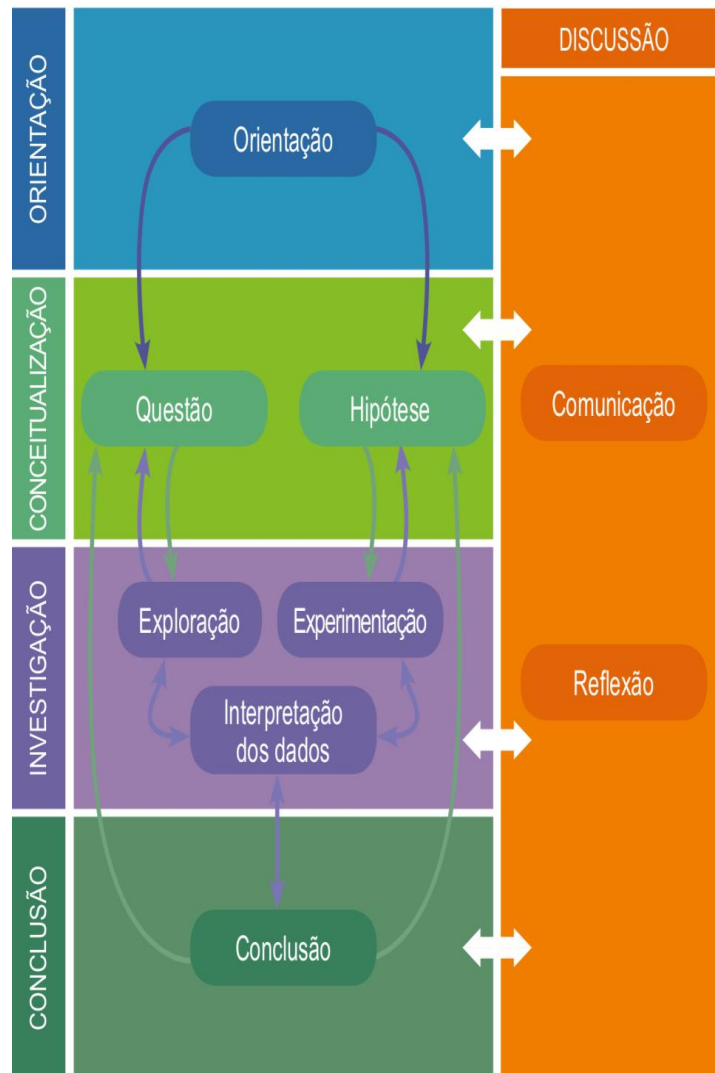 DISCUSSÃO
ORIENTAÇÃO
Orientação
CONCEITUALIZAÇÃO
Questão
Hipótese
Comunicação
INVESTIGAÇÃO
Exploração
Experimentação
Interpretação
dos dados
Reflexão
CONCLUSÃO
Conclusão